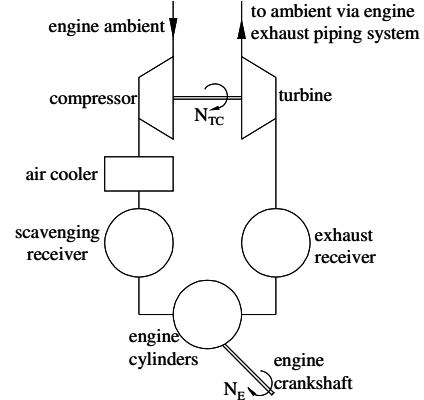 to ambient via engine
exhaust piping system
engine ambient
compressor
turbine
N_TC
air cooler
scavenging
receiver
exhaust
receiver
engine
cylinders
engine
crankshaft
N_E